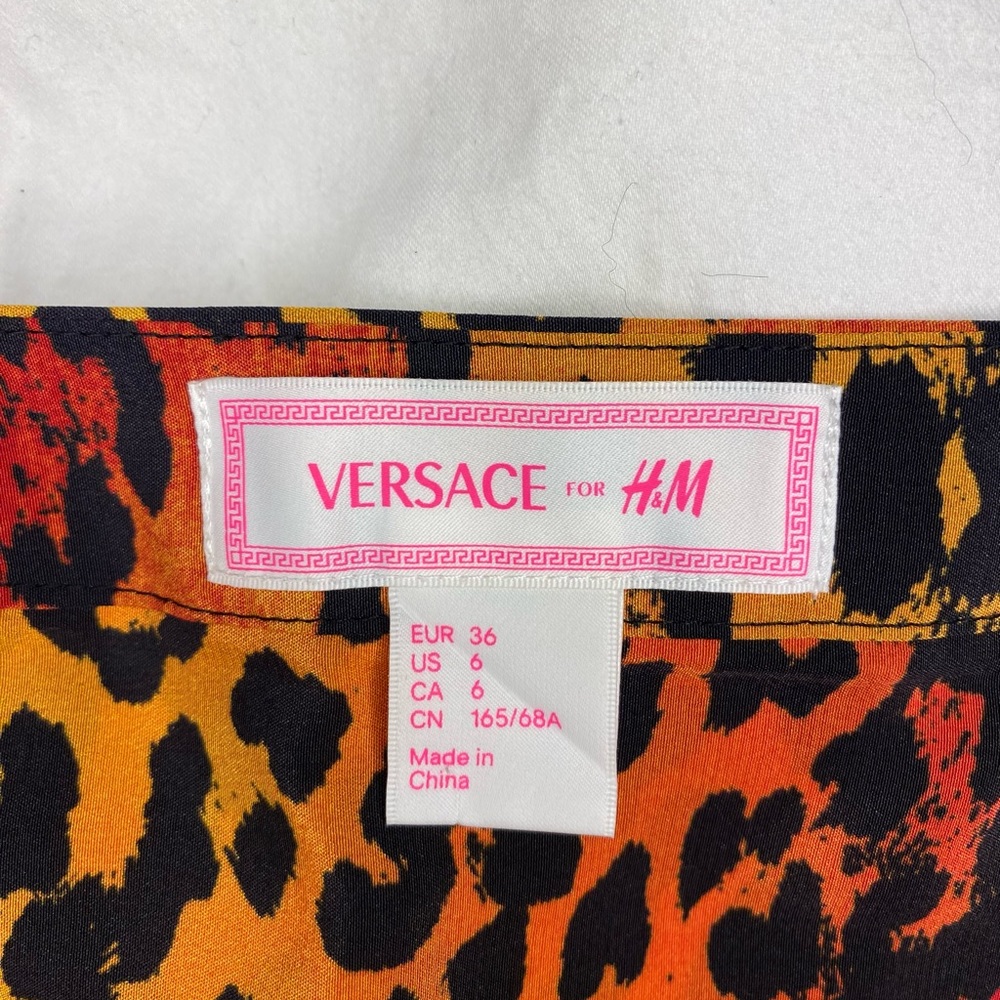 VERSACE FOR H&M
EUR 36
US 6
CA 6
CN 165/68A
Made in
China